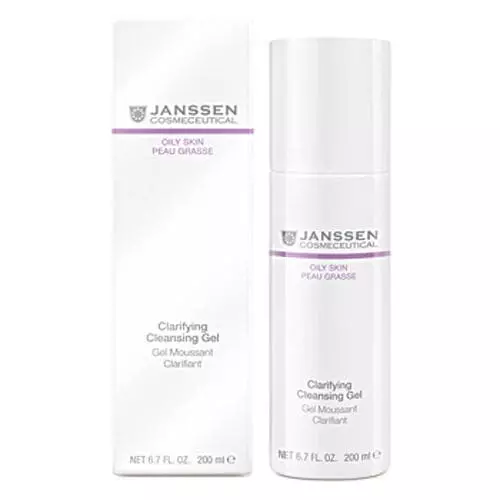 JANSSEN
COSMECEUTICAL
OILY SKIN
PEAU GRASSE
Clarifying
Cleansing Gel
Gel Moussant
Clarifiant
NET 6.7 FL. OZ. 200 ml ℮
JANSSEN
COSMECEUTICAL
OILY SKIN
PEAU GRASSE
Clarifying
Cleansing Gel
Gel Moussant
Clarifiant
NET 6.7 FL. OZ. 200 ml ℮